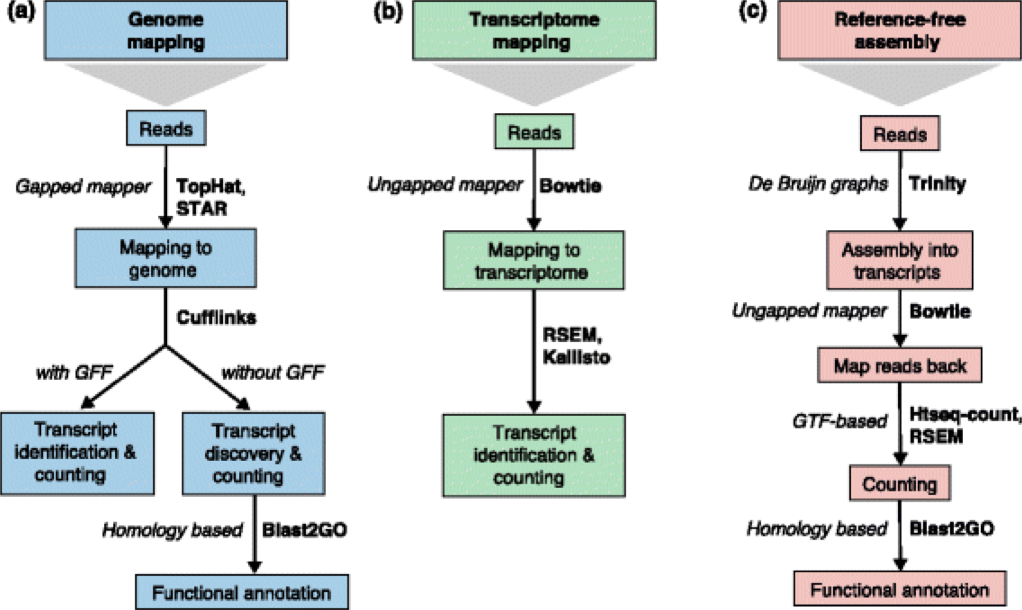 (a)
Genome
mapping
Reads
Gapped mapper
TopHat,
STAR
Mapping to
genome
Cufflinks
with GFF
without GFF
Transcript
identification &
counting
Transcript
discovery &
counting
Homology based
Blast2GO
Functional annotation
(b)
Transcriptome
mapping
Reads
Ungapped mapper
Bowtie
Mapping to
transcriptome
RSEM,
Kallisto
Transcript
identification &
counting
(c)
Reference-free
assembly
Reads
De Bruijn graphs
Trinity
Assembly into
transcripts
Ungapped mapper
Bowtie
Map reads back
GTF-based
Htseq-count,
RSEM
Counting
Homology based
Blast2GO
Functional annotation